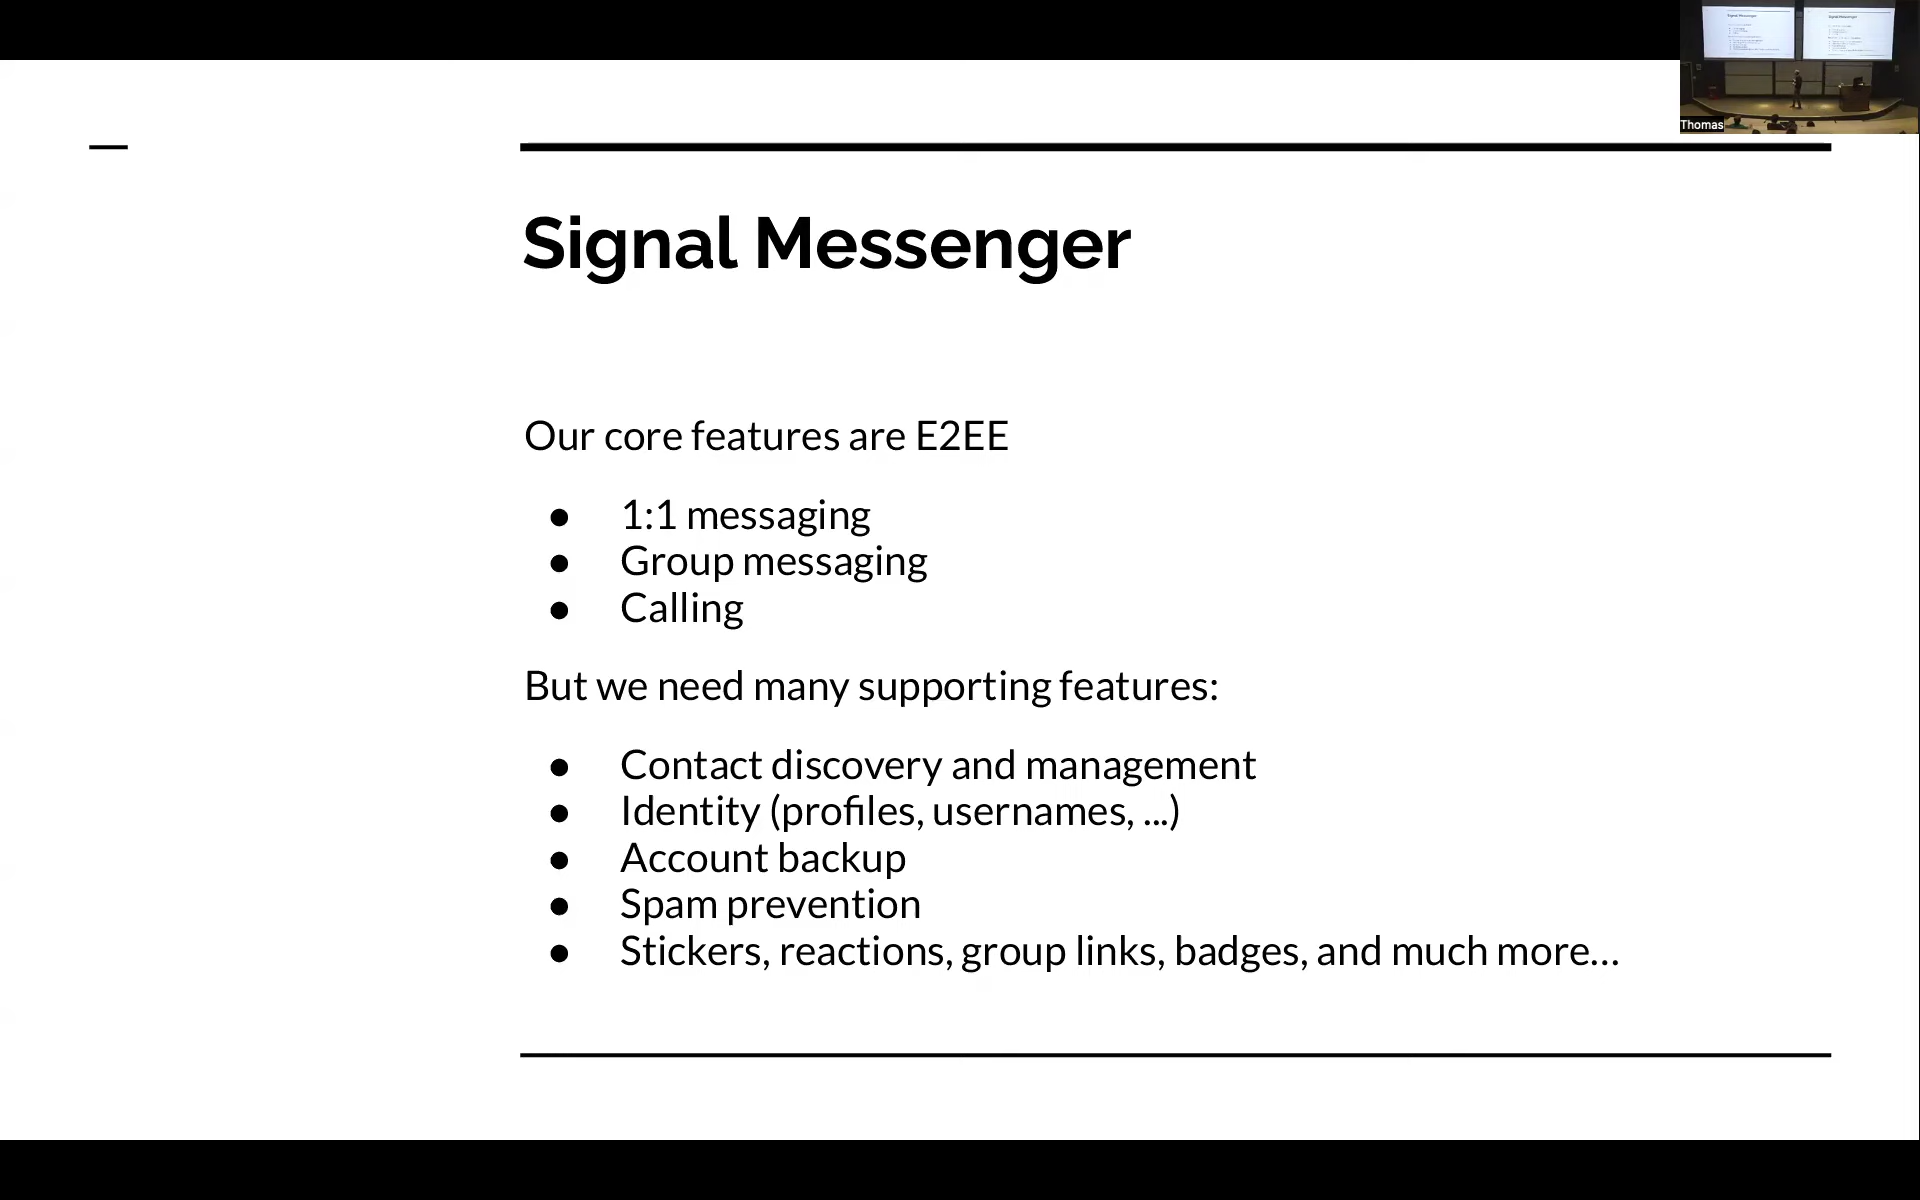 Thomas
Signal Messenger
Our core features are E2EE
● 1:1 messaging
● Group messaging
● Calling
But we need many supporting features:
● Contact discovery and management
● Identity (profiles, usernames, ...)
● Account backup
● Spam prevention
● Stickers, reactions, group links, badges, and much more...